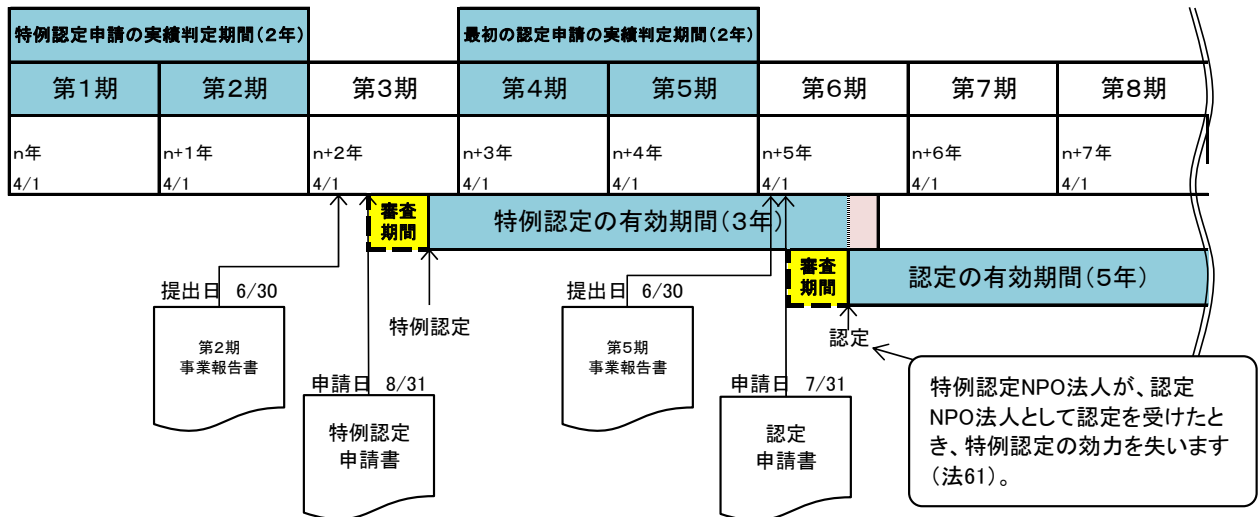 特例認定申請の実績判定期間(2年)
最初の認定申請の実績判定期間(2年)
第1期
第2期
第3期
第4期
第5期
第6期
第7期
第8期
n年
n+1年
n+2年
n+3年
n+4年
n+5年
n+6年
n+7年
4/1
4/1
4/1
4/1
4/1
4/1
4/1
4/1
審査
期間
特例認定の有効期間(3年)
審査
期間
認定の有効期間(5年)
提出日 6/30
第2期
事業報告書
特例認定
申請日 8/31
特例認定
申請書
提出日 6/30
第5期
事業報告書
認定
申請日 7/31
認定
申請書
特例認定NPO法人が、認定
NPO法人として認定を受けたと
き、特例認定の効力を失います
(法61)。